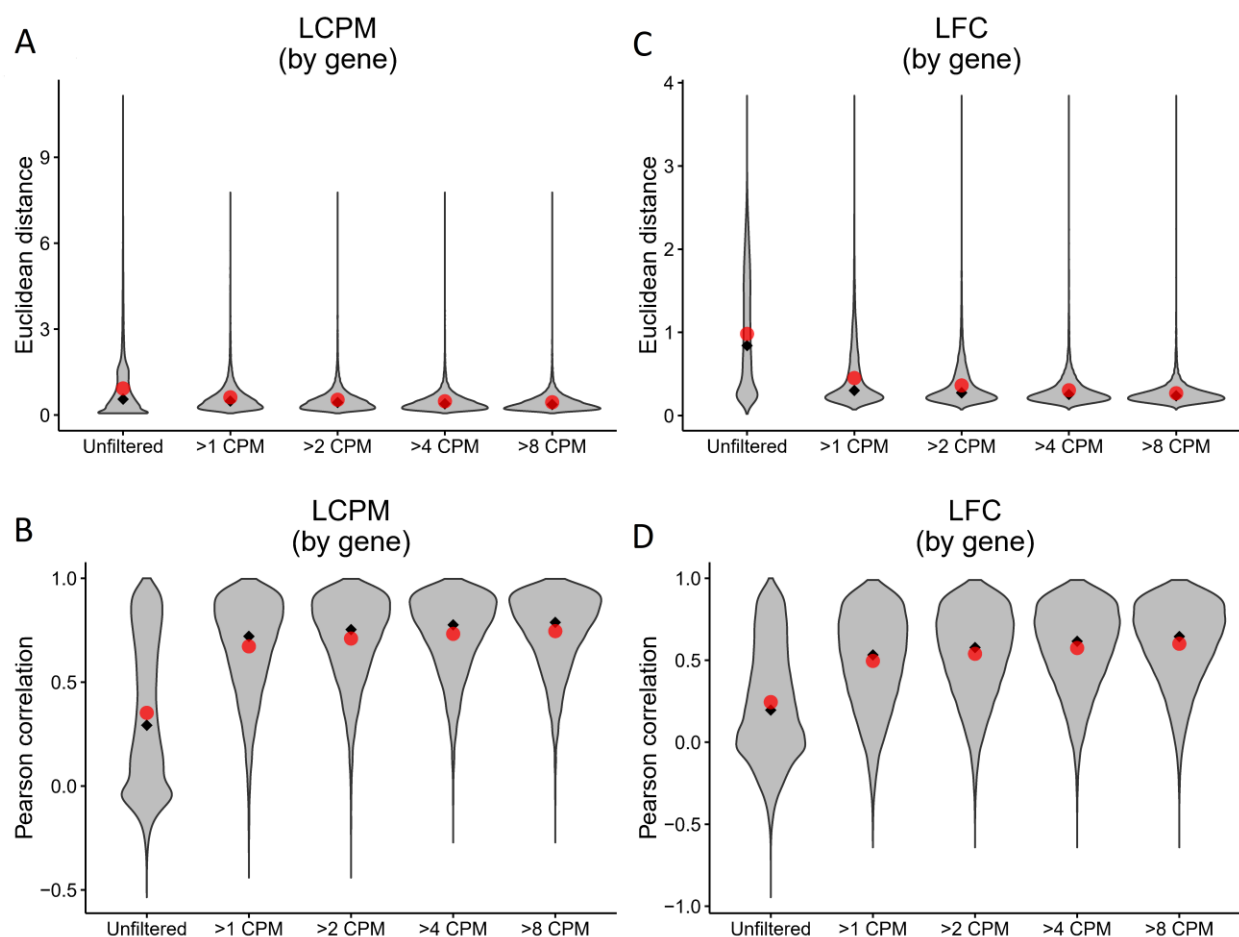 A
LCPM
(by gene)
Euclidean distance
9
6
3
0
Unfiltered >1 CPM >2 CPM >4 CPM >8 CPM
C
LFC
(by gene)
Euclidean distance
4
3
2
1
0
Unfiltered >1 CPM >2 CPM >4 CPM >8 CPM
B
LCPM
(by gene)
Pearson correlation
1.0
0.5
0.0
−0.5
Unfiltered >1 CPM >2 CPM >4 CPM >8 CPM
D
LFC
(by gene)
Pearson correlation
1.0
0.5
0.0
−0.5
−1.0
Unfiltered >1 CPM >2 CPM >4 CPM >8 CPM